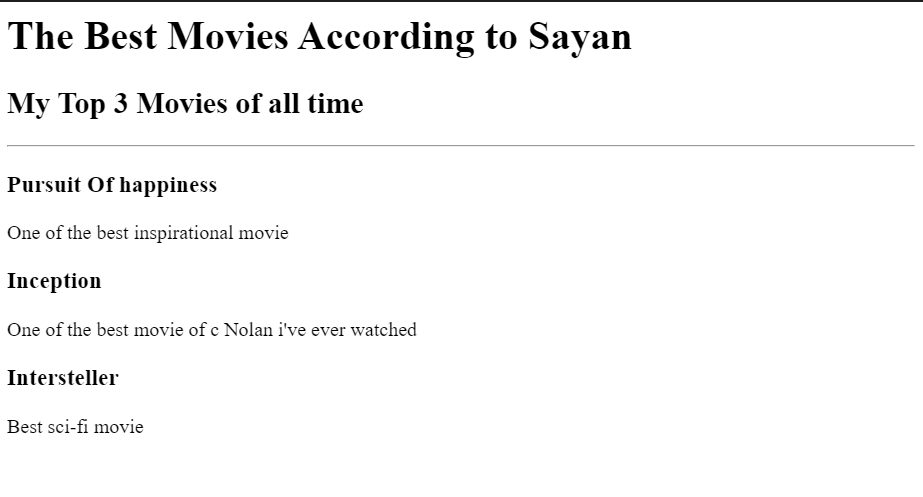 The Best Movies According to Sayan
My Top 3 Movies of all time
Pursuit Of happiness
One of the best inspirational movie
Inception
One of the best movie of c Nolan i've ever watched
Intersteller
Best sci-fi movie